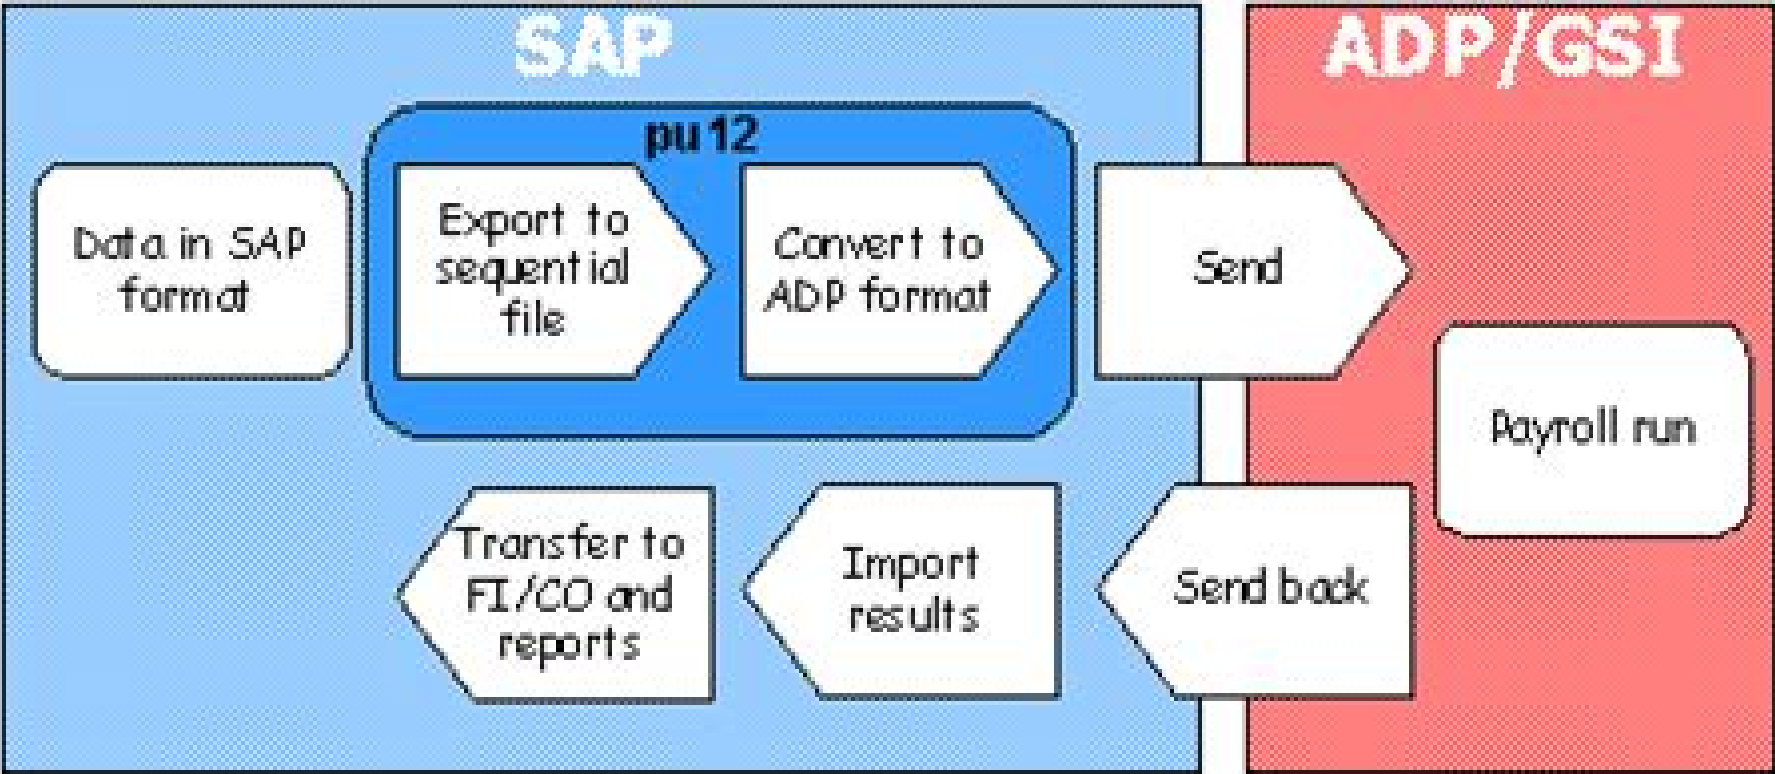 SAP
ADP/GSI
pu12
Data in SAP
format
Export to
sequential
file
Convert to
ADP format
Send
Payroll run
Transfer to
FI/CO and
reports
Import
results
Send back